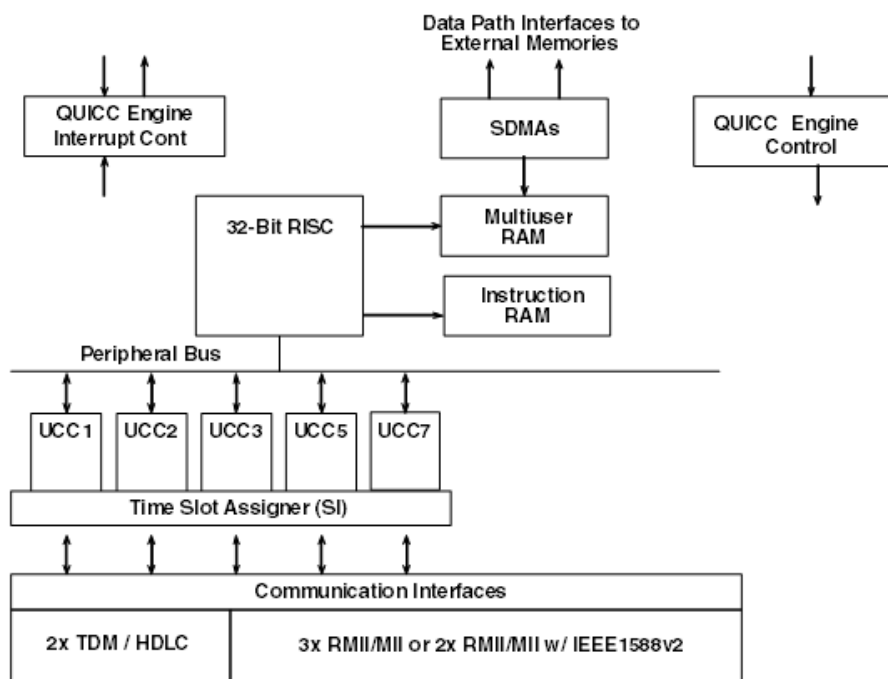 Data Path Interfaces to
External Memories
QUICC Engine
Interrupt Cont
SDMAs
QUICC Engine
Control
32-Bit RISC
Multiuser
RAM
Instruction
RAM
Peripheral Bus
UCC1
UCC2
UCC3
UCC5
UCC7
Time Slot Assigner (SI)
Communication Interfaces
2x TDM / HDLC
3x RMII/MII or 2x RMII/MII w/ IEEE1588v2